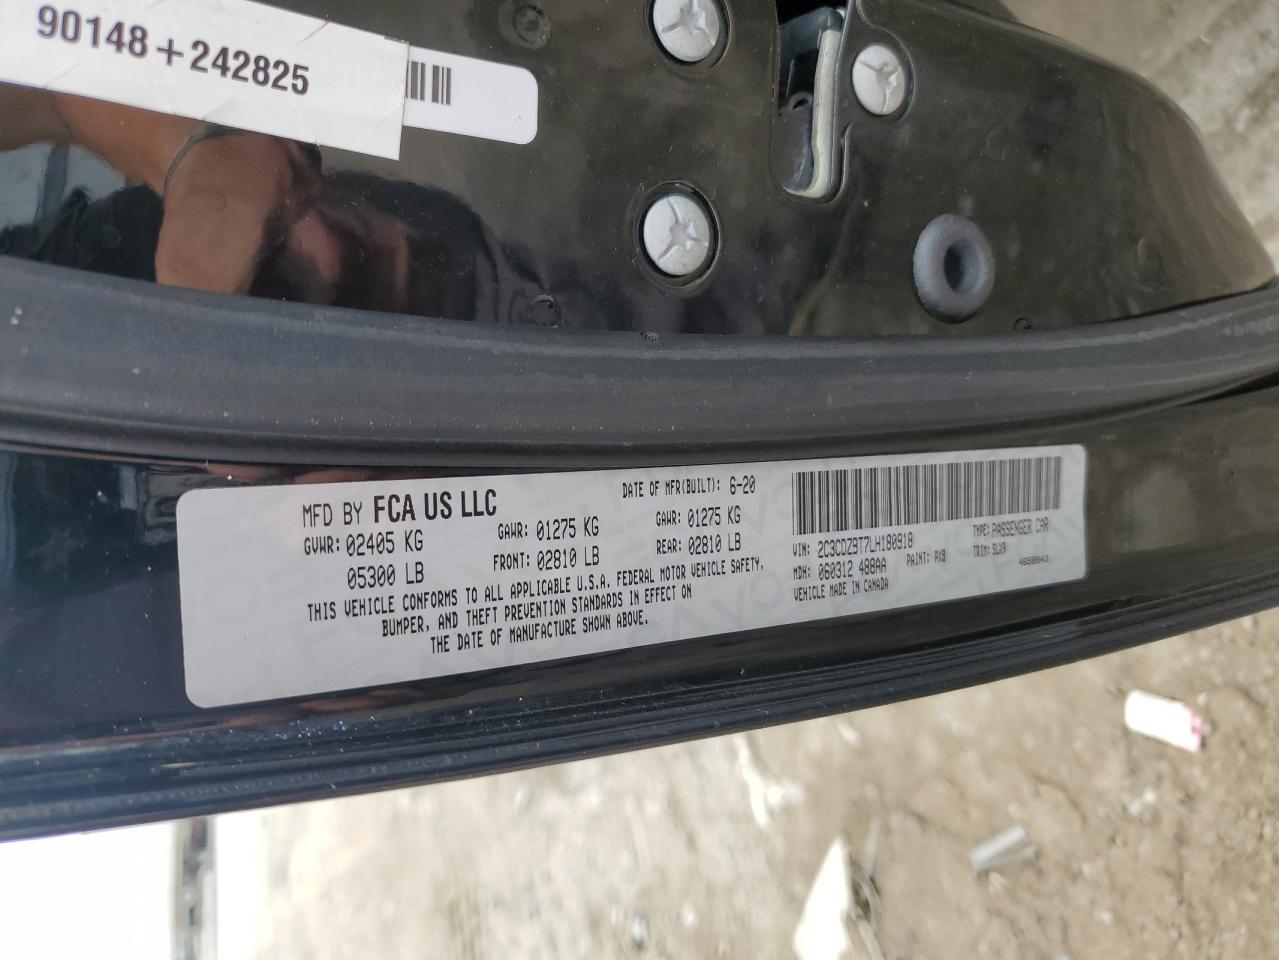 90148+242825
MFD BY FCA US LLC
DATE OF MFR(BUILT): 6-20
GVWR: 02405 KG GAWR: 01275 KG GAWR: 01275 KG
05300 LB FRONT: 02810 LB REAR: 02810 LB
THIS VEHICLE CONFORMS TO ALL APPLICABLE U.S.A. FEDERAL MOTOR VEHICLE SAFETY,
BUMPER, AND THEFT PREVENTION STANDARDS IN EFFECT ON
THE DATE OF MANUFACTURE SHOWN ABOVE.
VIN: 2C3CDZBT7LH180918 TYPE: PASSENGER CAR
MDH: 060312 488AA PAINT: PX8 TRIM: SLX9
VEHICLE MADE IN CANADA 4658843